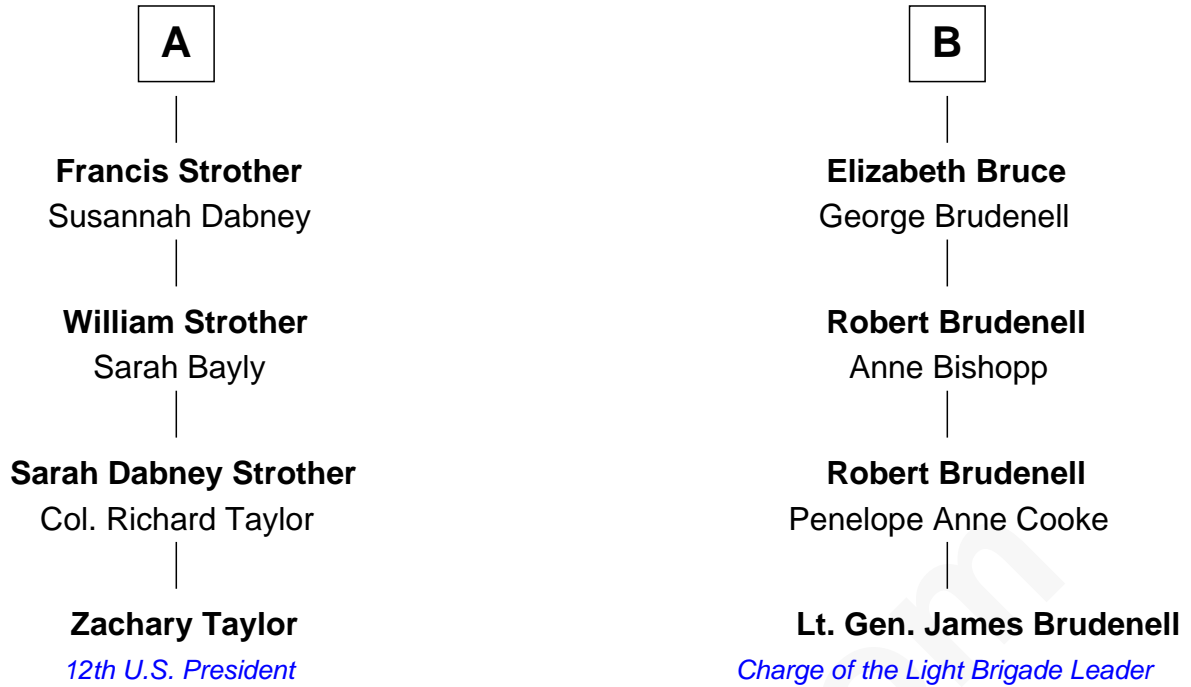 A
B
Francis Strother
Susannah Dabney
Elizabeth Bruce
George Brudenell
William Strother
Sarah Bayly
Robert Brudenell
Anne Bishopp
Sarah Dabney Strother
Col. Richard Taylor
Robert Brudenell
Penelope Anne Cooke
Zachary Taylor
12th U.S. President
Lt. Gen. James Brudenell
Charge of the Light Brigade Leader